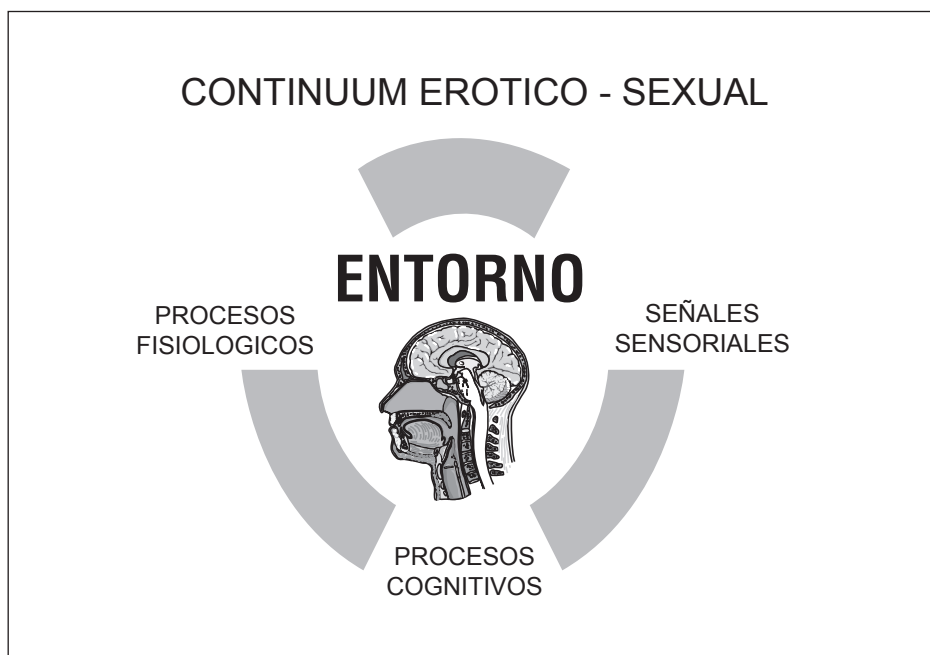 CONTINUUM EROTICO - SEXUAL
ENTORNO
PROCESOS
FISIOLOGICOS
SEÑALES
SENSORIALES
PROCESOS
COGNITIVOS